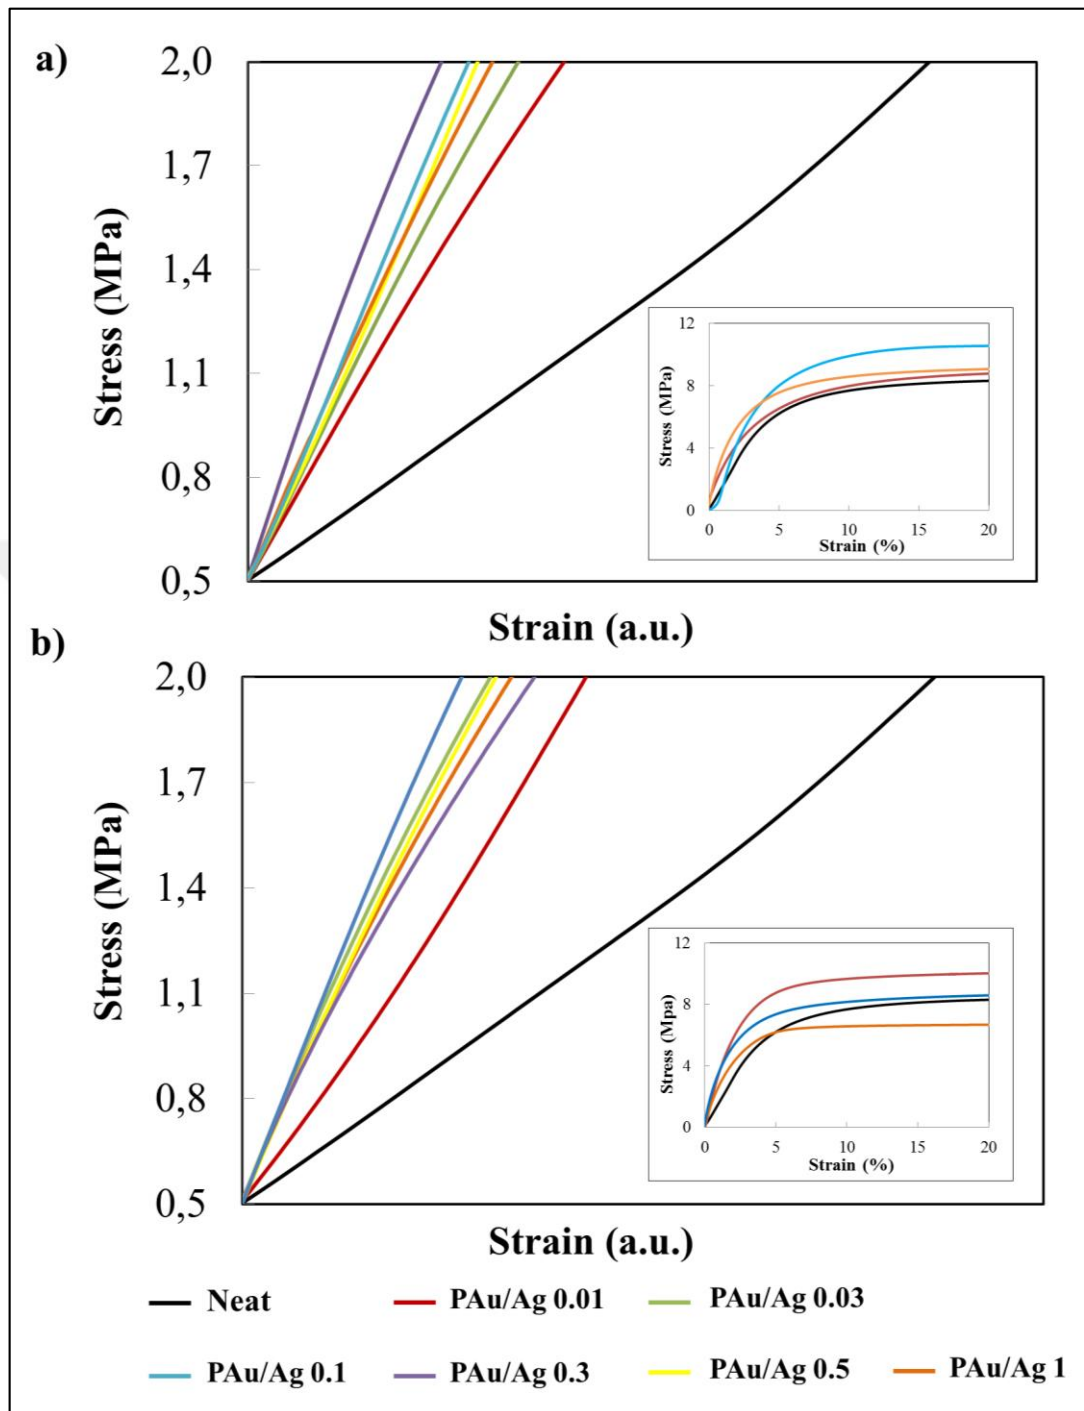 a)
2,0
1,7
1,4
1,1
0,8
0,5
Stress (MPa)
12
8
4
0
Stress (MPa)
0 5 10 15 20
Strain (%)
Strain (a.u.)
b)
2,0
1,7
1,4
1,1
0,8
0,5
Stress (MPa)
12
8
4
0
Stress (Mpa)
0 5 10 15 20
Strain (%)
Strain (a.u.)
Neat PAu/Ag 0.01 PAu/Ag 0.03
PAu/Ag 0.1 PAu/Ag 0.3 PAu/Ag 0.5 PAu/Ag 1